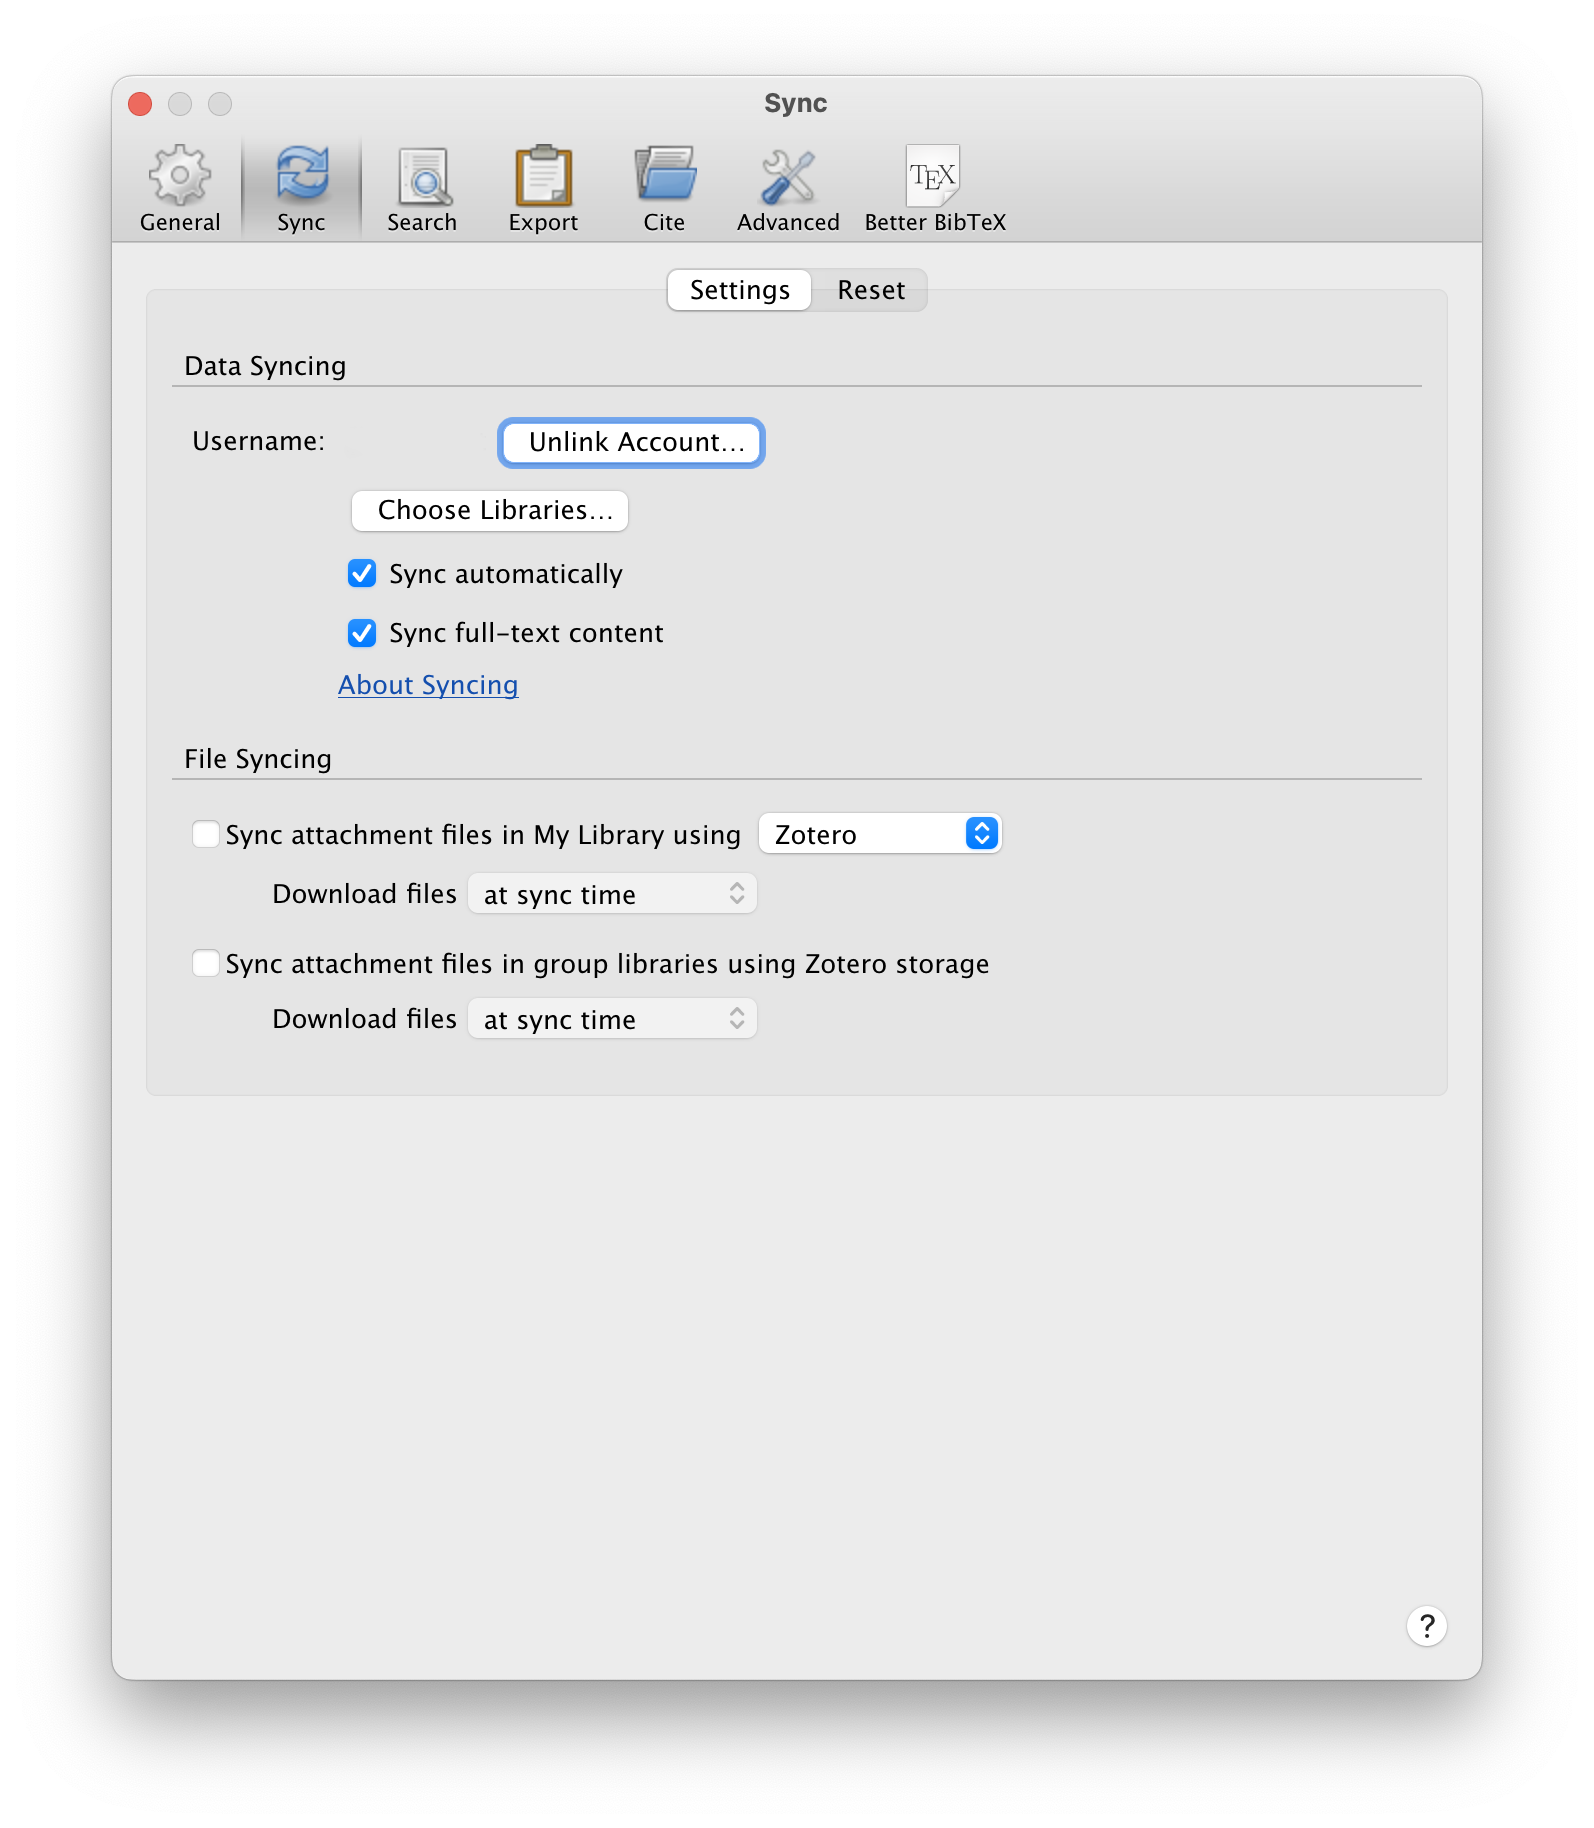 Sync
General Sync Search Export Cite Advanced Better BibTeX
TEX
Settings Reset
Data Syncing
Username: Unlink Account...
Choose Libraries...
Sync automatically
Sync full-text content
About Syncing
File Syncing
Sync attachment files in My Library using Zotero
Download files at sync time
Sync attachment files in group libraries using Zotero storage
Download files at sync time
?